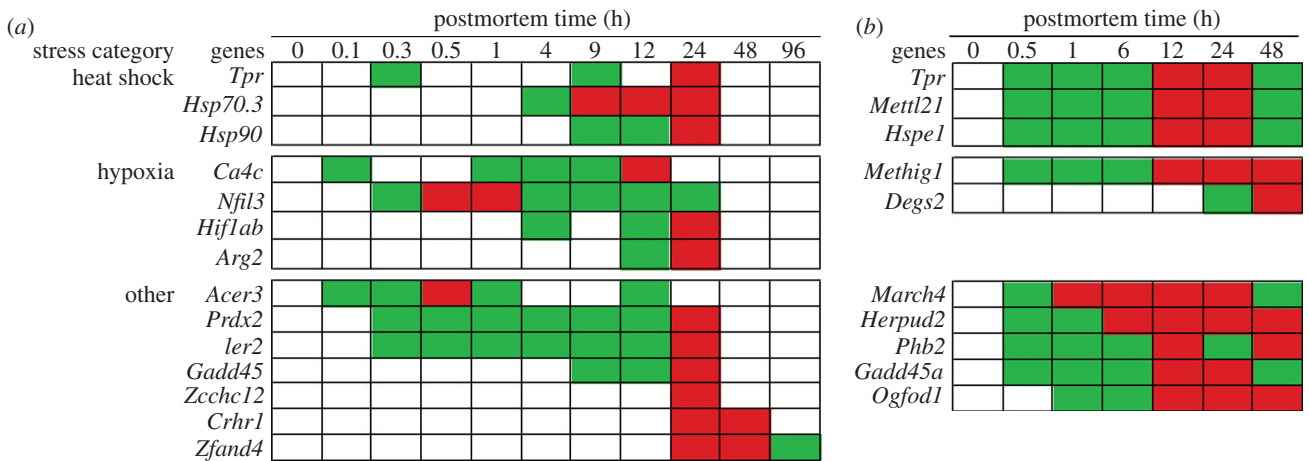 (a)
postmortem time (h)
stress category genes 0 0.1 0.3 0.5 1 4 9 12 24 48 96
heat shock Tpr
Hsp70.3
Hsp90
hypoxia Ca4c
Nfil3
Hif1ab
Arg2
other Acer3
Prdx2
ler2
Gadd45
Zcchc12
Crhr1
Zfand4
(b)
postmortem time (h)
genes 0 0.5 1 6 12 24 48
Tpr
Mettl21
Hspe1
Methig1
Degs2
March4
Herpud2
Phb2
Gadd45a
Ogfod1